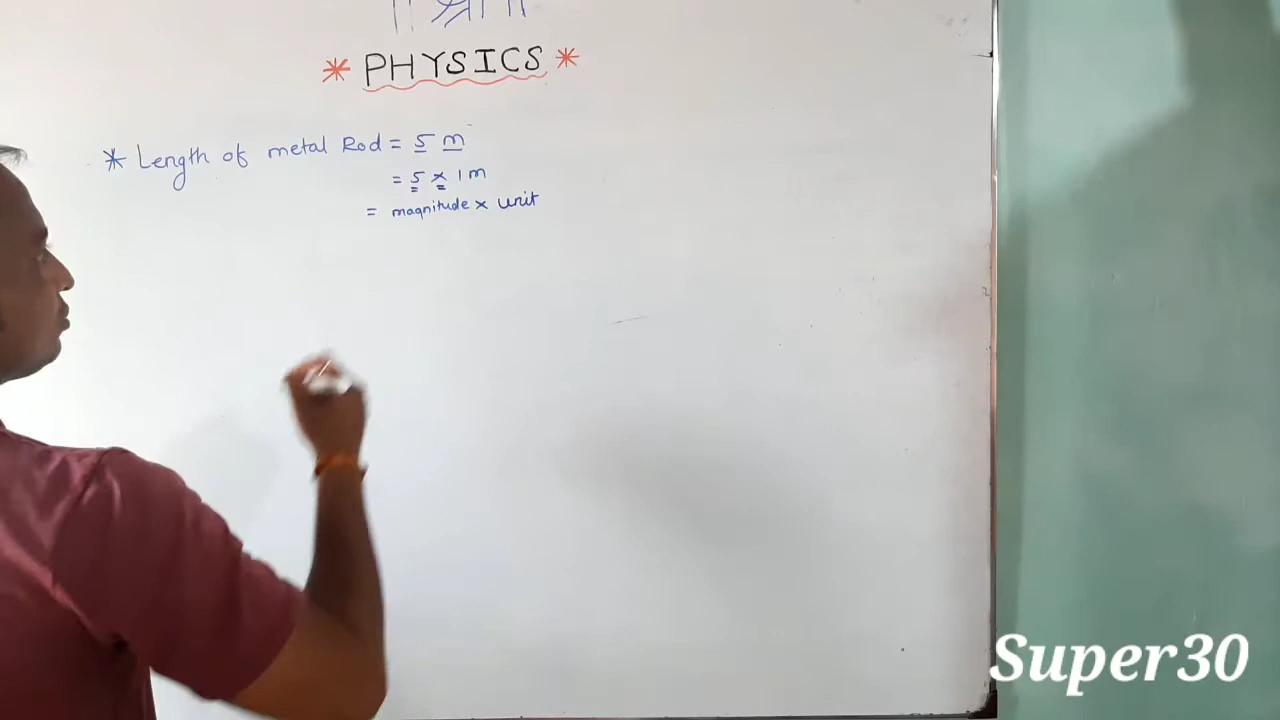 ॥ श्री ॥
* PHYSICS *
* Length of metal Rod = 5 m
= 5 x 1 m
= magnitude x unit
Super30